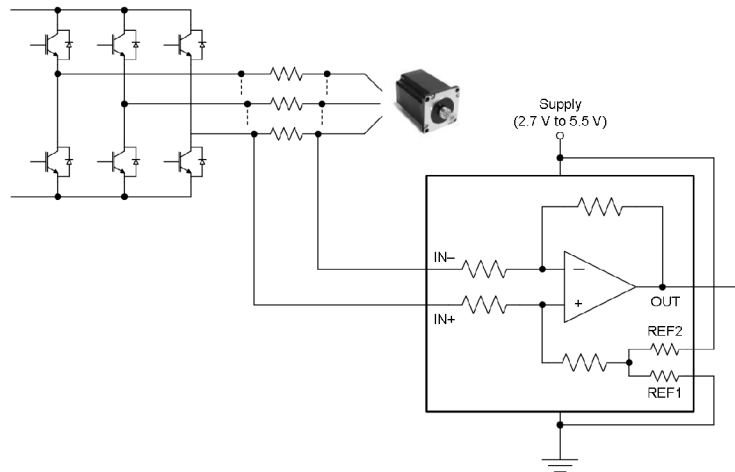 Supply
(2.7 V to 5.5 V)
IN–
–
+
OUT
IN+
REF2
REF1